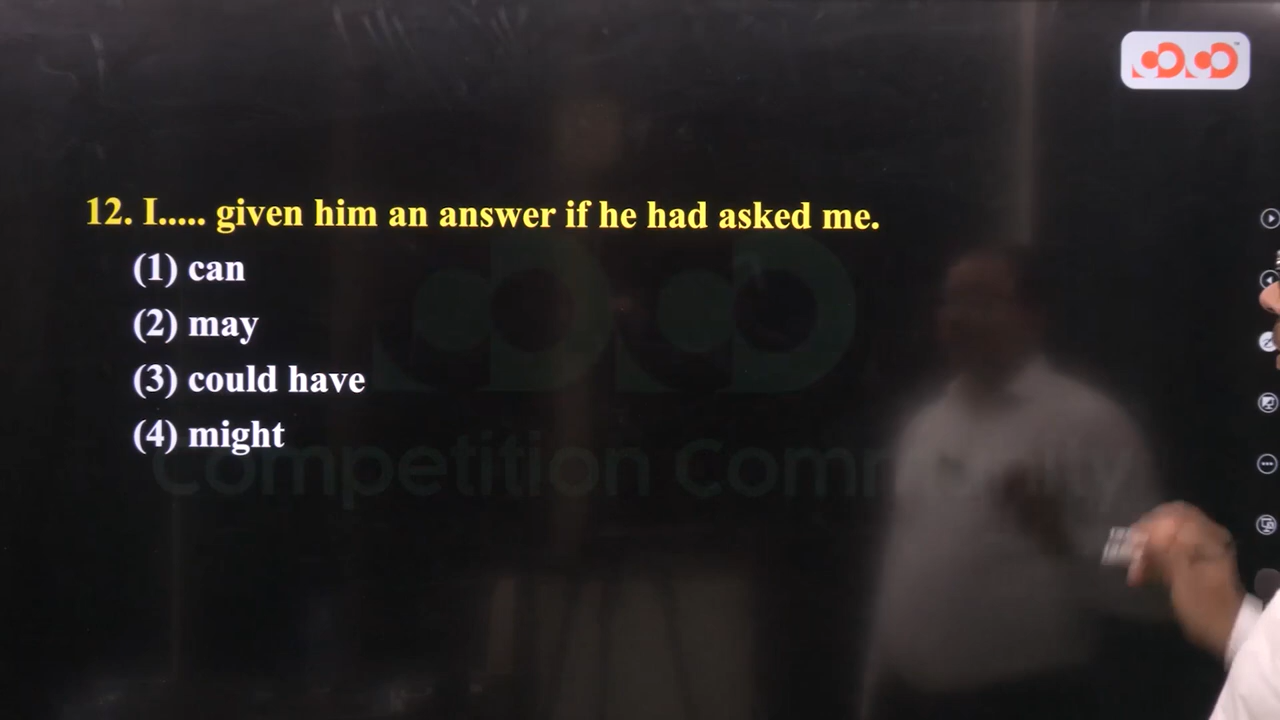 12. I..... given him an answer if he had asked me.
(1) can
(2) may
(3) could have
(4) might
Competition Community